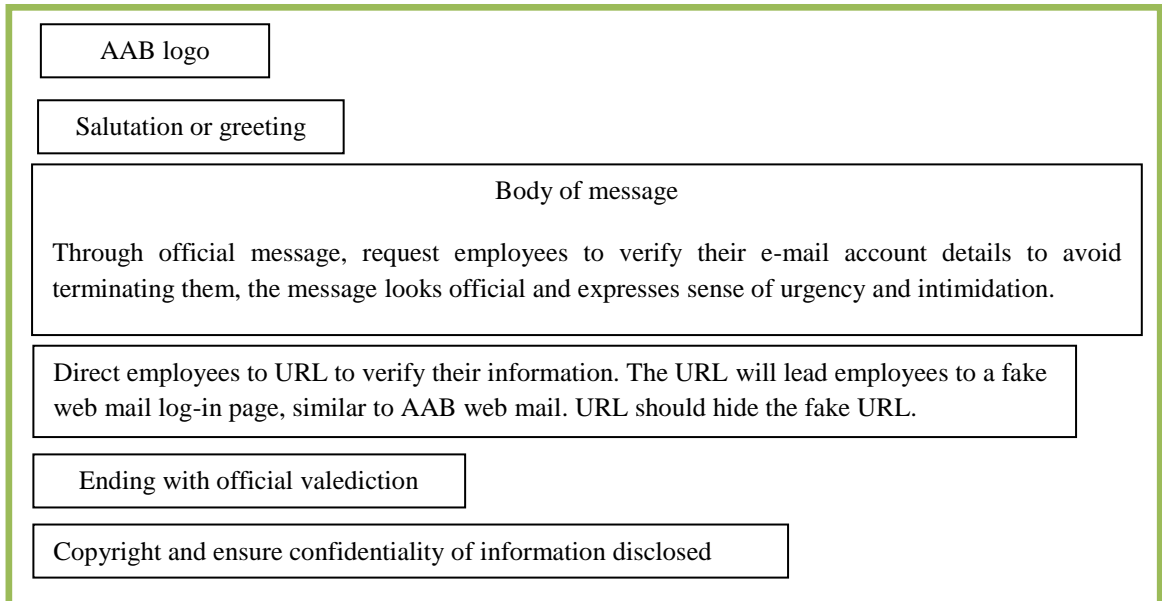 AAB logo
Salutation or greeting
Body of message
Through official message, request employees to verify their e-mail account details to avoid
terminating them, the message looks official and expresses sense of urgency and intimidation.
Direct employees to URL to verify their information. The URL will lead employees to a fake
web mail log-in page, similar to AAB web mail. URL should hide the fake URL.
Ending with official valediction
Copyright and ensure confidentiality of information disclosed